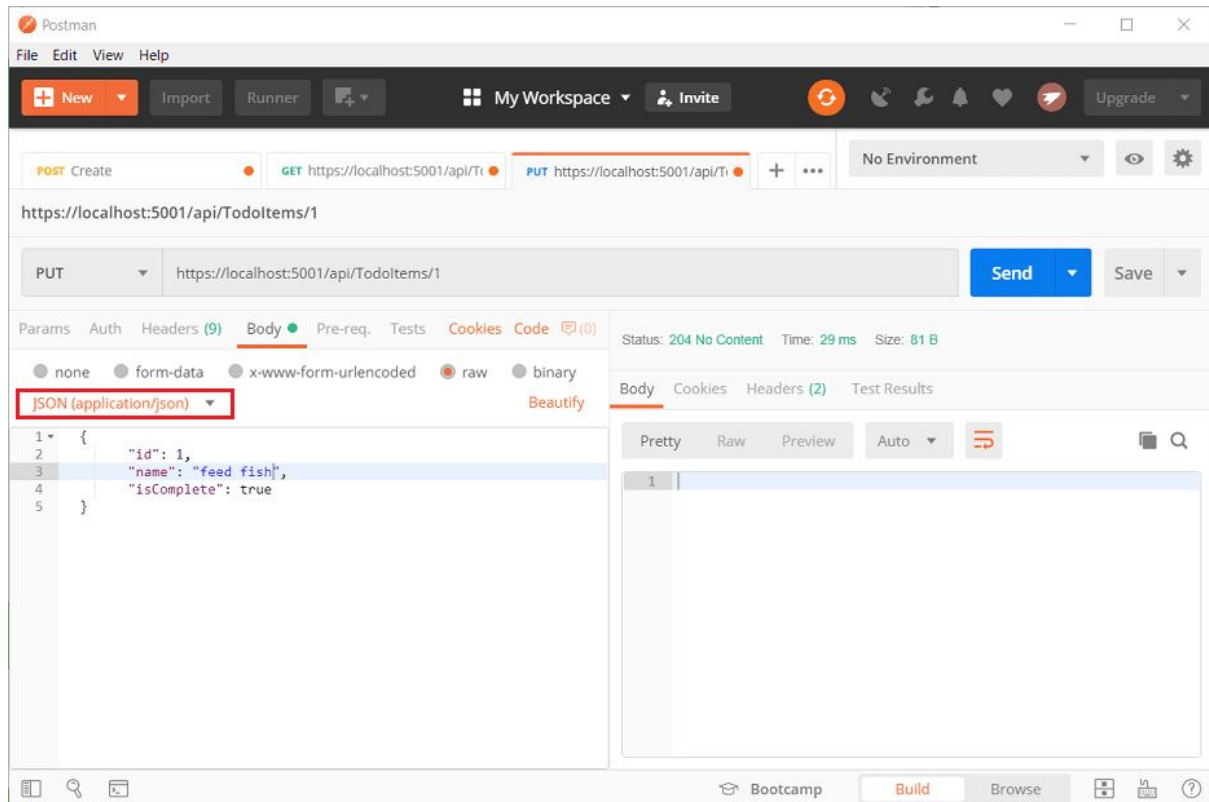 Postman
File Edit View Help
New Import Runner My Workspace Invite Upgrade
POST Create GET https://localhost:5001/api/To PUT https://localhost:5001/api/T No Environment
https://localhost:5001/api/TodoItems/1
PUT https://localhost:5001/api/TodoItems/1 Send Save
Params Auth Headers (9) Body Pre-req. Tests Cookies Code (0)
Status: 204 No Content Time: 29 ms Size: 81 B
none form-data x-www-form-urlencoded raw binary
Body Cookies Headers (2) Test Results
JSON (application/json) Beautify
Pretty Raw Preview Auto
1 {
2 "id": 1,
3 "name": "feed fish",
4 "isComplete": true
5 }
1
Bootcamp Build Browse